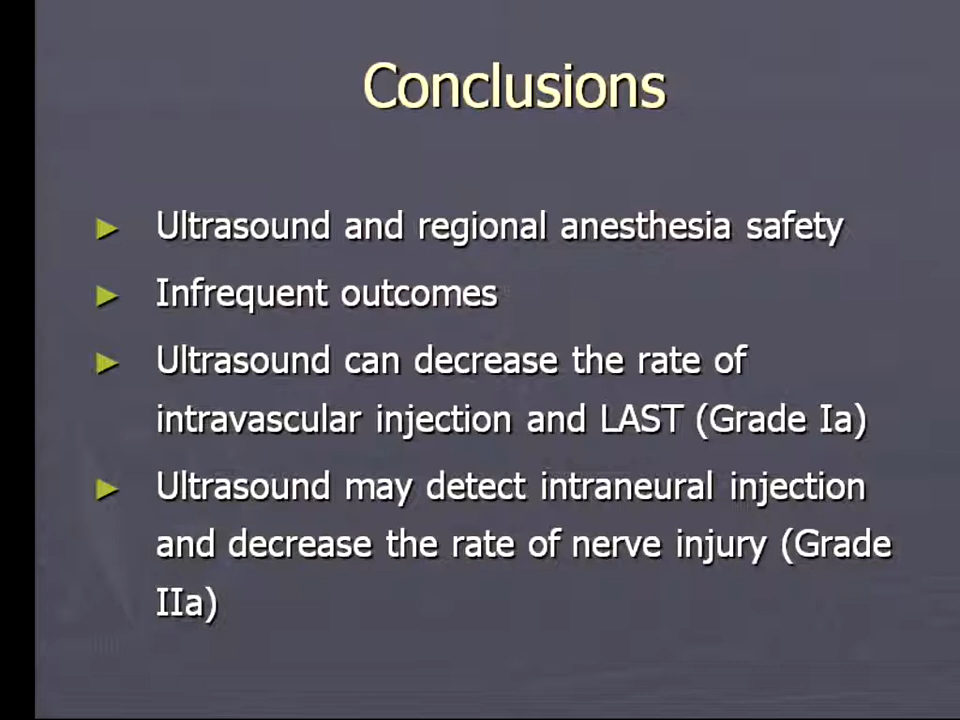 Conclusions
Ultrasound and regional anesthesia safety
Infrequent outcomes
Ultrasound can decrease the rate of
intravascular injection and LAST (Grade Ia)
Ultrasound may detect intraneural injection
and decrease the rate of nerve injury (Grade
IIa)